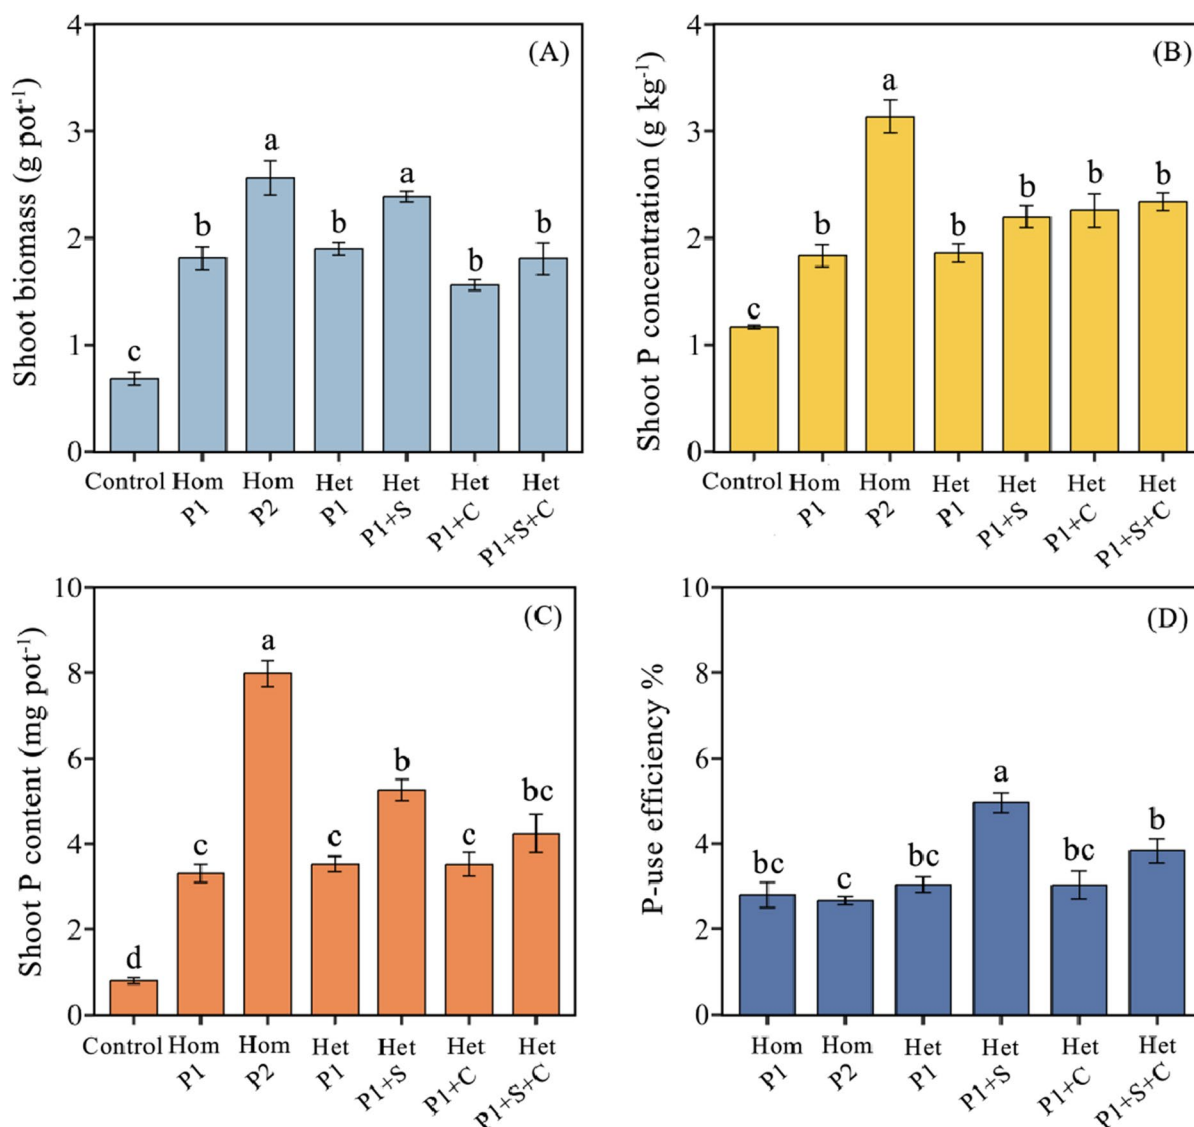 (A)
Shoot biomass (g pot⁻¹)
4
3
2
1
0
c
b
a
b
a
b
b
Control
Hom P1
Hom P2
Het P1
Het P1+S
Het P1+C
Het P1+S+C
(B)
Shoot P concentration (g kg⁻¹)
4
3
2
1
0
c
b
a
b
b
b
b
Control
Hom P1
Hom P2
Het P1
Het P1+S
Het P1+C
Het P1+S+C
(C)
Shoot P content (mg pot⁻¹)
10
8
6
4
2
0
d
c
a
c
b
c
bc
Control
Hom P1
Hom P2
Het P1
Het P1+S
Het P1+C
Het P1+S+C
(D)
P-use efficiency %
10
8
6
4
2
0
bc
c
bc
a
bc
b
Hom P1
Hom P2
Het P1
Het P1+S
Het P1+C
Het P1+S+C